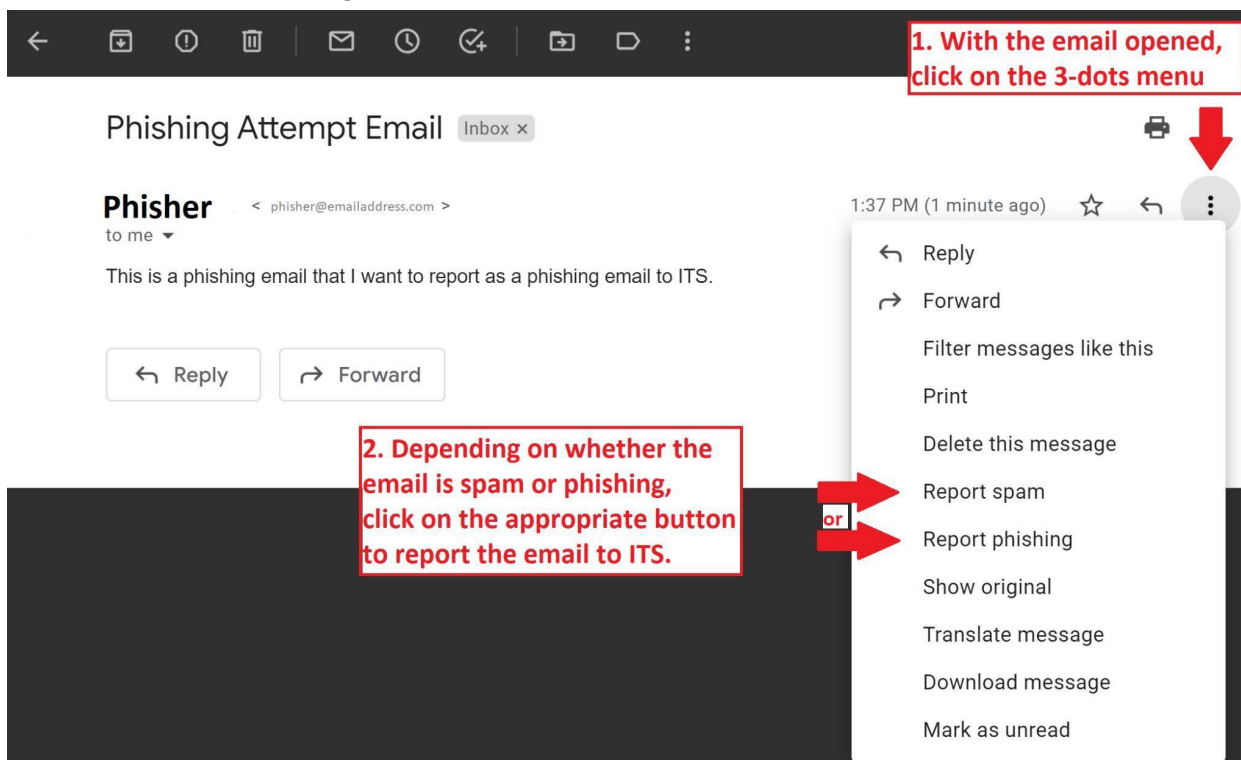 1. With the email opened,
click on the 3-dots menu
Phishing Attempt Email Inbox ×
Phisher < phisher@emailaddress.com >
1:37 PM (1 minute ago)
to me
This is a phishing email that I want to report as a phishing email to ITS.
Reply
Forward
2. Depending on whether the
email is spam or phishing,
click on the appropriate button
to report the email to ITS.
or
Reply
Forward
Filter messages like this
Print
Delete this message
Report spam
Report phishing
Show original
Translate message
Download message
Mark as unread